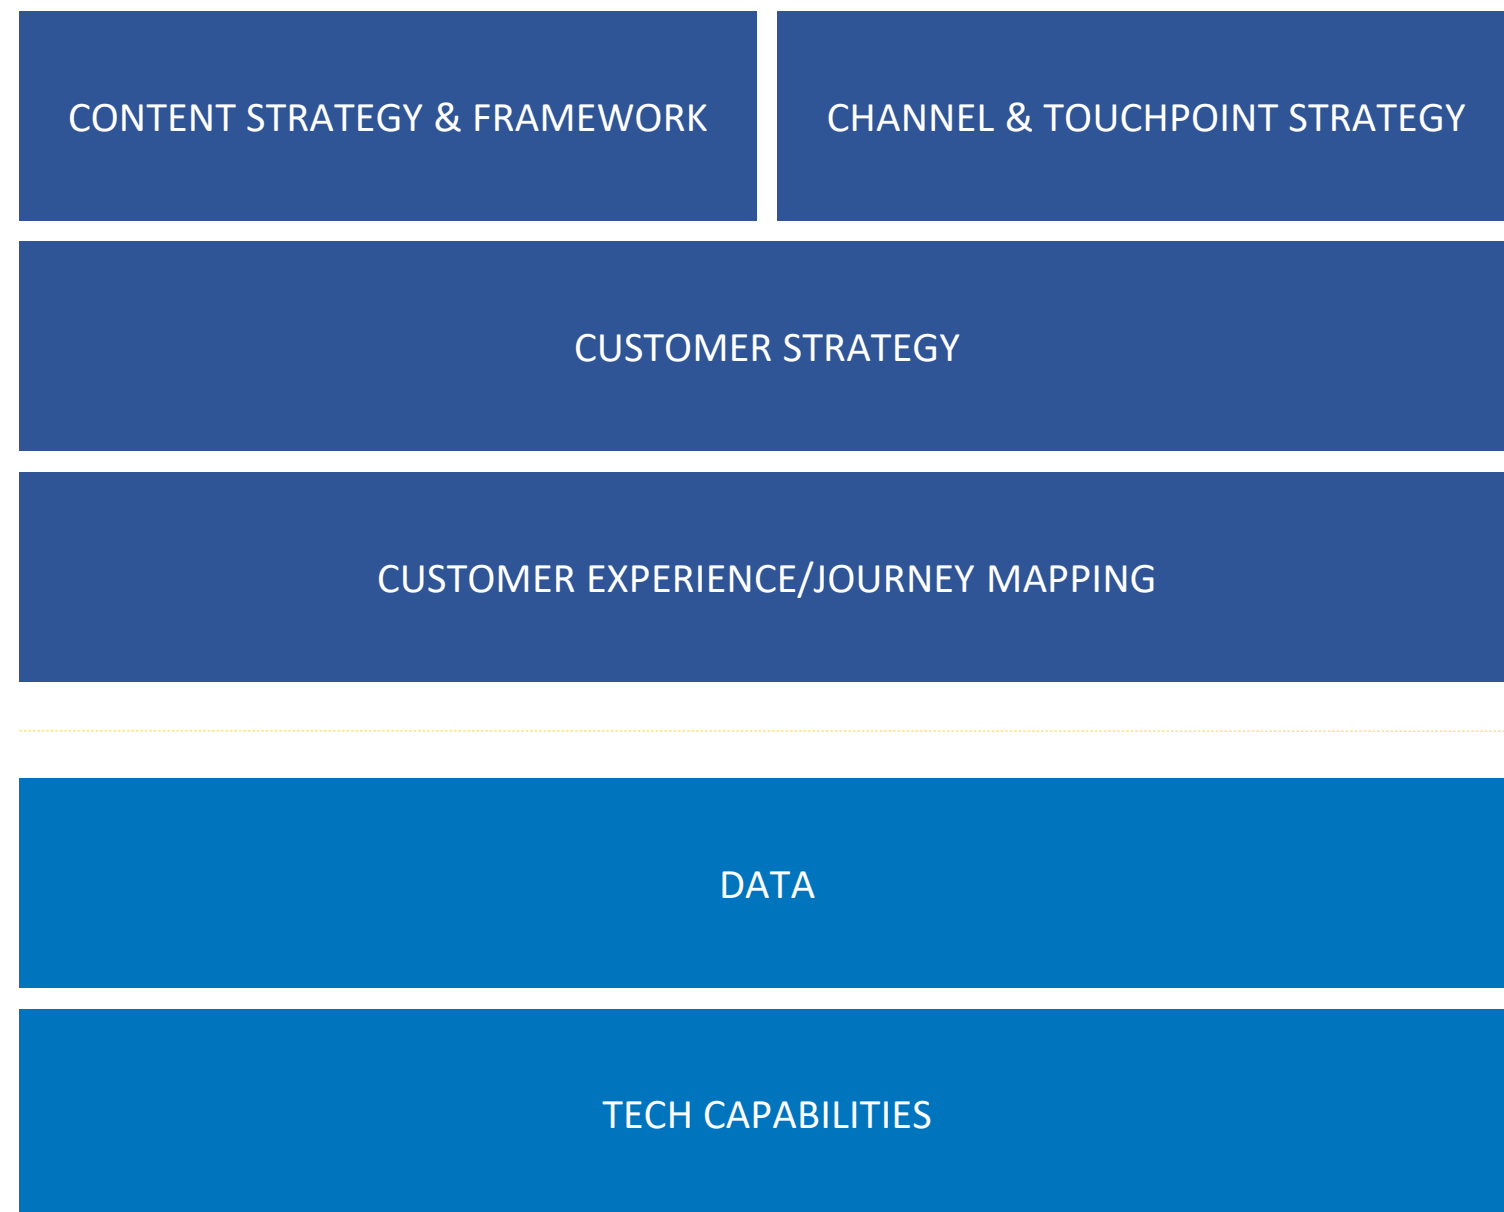 CONTENT STRATEGY & FRAMEWORK
CHANNEL & TOUCHPOINT STRATEGY
CUSTOMER STRATEGY
CUSTOMER EXPERIENCE/JOURNEY MAPPING
DATA
TECH CAPABILITIES